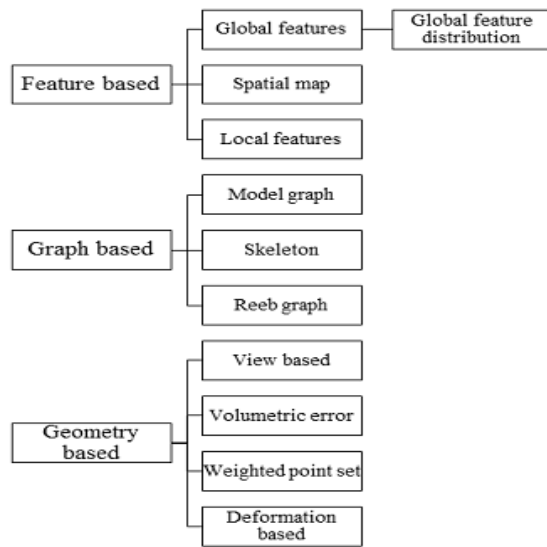 Global features
Global feature
distribution
Feature based
Spatial map
Local features
Model graph
Graph based
Skeleton
Reeb graph
View based
Volumetric error
Geometry
based
Weighted point set
Deformation
based